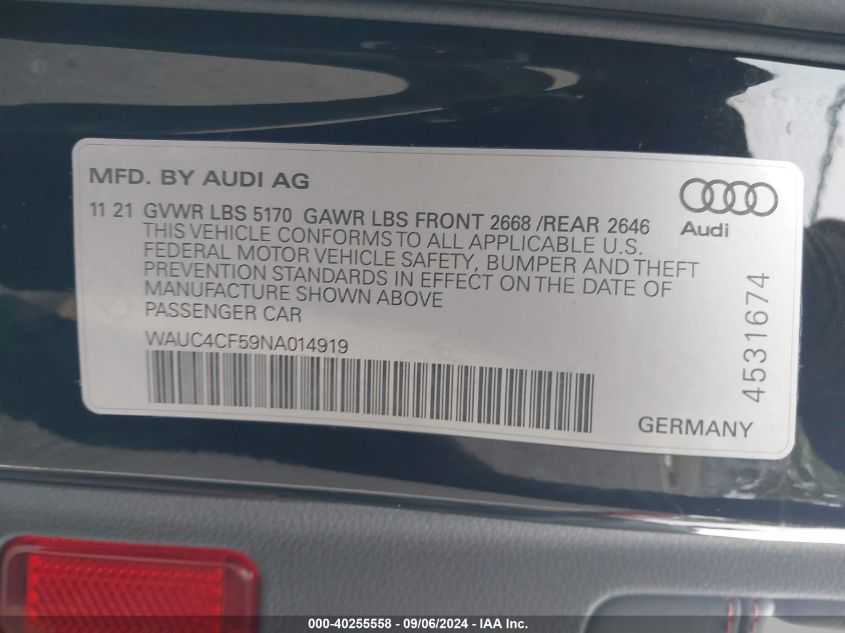 MFD. BY AUDI AG
11 21 GVWR LBS 5170 GAWR LBS FRONT 2668 /REAR 2646
THIS VEHICLE CONFORMS TO ALL APPLICABLE U.S.
FEDERAL MOTOR VEHICLE SAFETY, BUMPER AND THEFT
PREVENTION STANDARDS IN EFFECT ON THE DATE OF
MANUFACTURE SHOWN ABOVE
PASSENGER CAR
WAUC4CF59NA014919
Audi
4531674
GERMANY
000-40255558 - 09/06/2024 - IAA Inc.